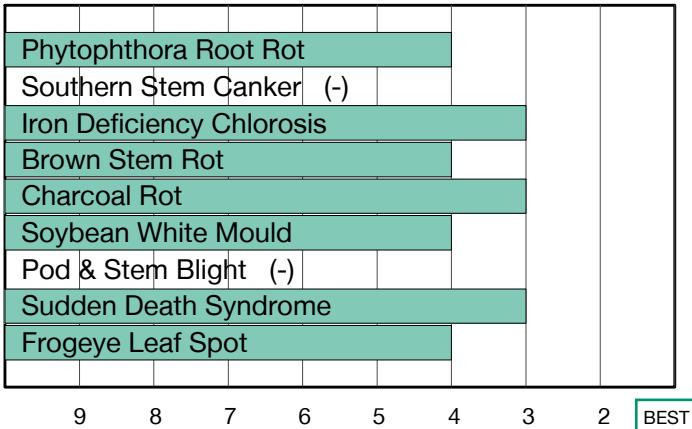 Phytophthora Root Rot
Southern Stem Canker (-)
Iron Deficiency Chlorosis
Brown Stem Rot
Charcoal Rot
Soybean White Mould
Pod & Stem Blight (-)
Sudden Death Syndrome
Frogeye Leaf Spot
9 8 7 6 5 4 3 2 BEST